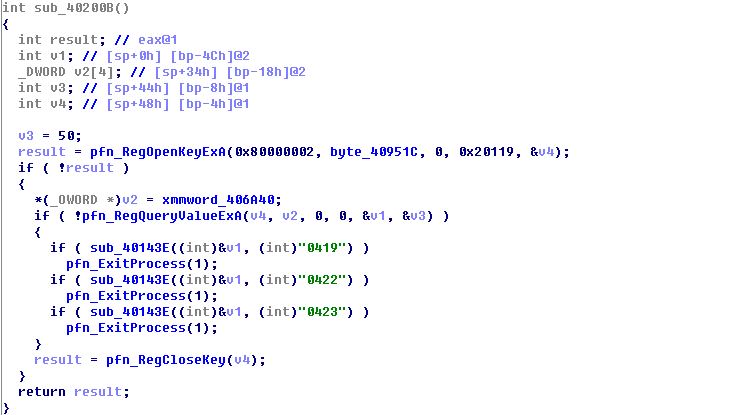 int sub_40200B()
{
  int result; // eax@1
  int v1; // [sp+0h] [bp-4Ch]@2
  _DWORD v2[4]; // [sp+34h] [bp-18h]@2
  int v3; // [sp+44h] [bp-8h]@1
  int v4; // [sp+48h] [bp-4h]@1

  v3 = 50;
  result = pfn_RegOpenKeyExA(0x80000002, byte_40951C, 0, 0x20119, &v4);
  if ( !result )
  {
    *(_OWORD *)v2 = xmmword_406A40;
    if ( !pfn_RegQueryValueExA(v4, v2, 0, 0, &v1, &v3) )
    {
      if ( sub_40143E((int)&v1, (int)"0419") )
        pfn_ExitProcess(1);
      if ( sub_40143E((int)&v1, (int)"0422") )
        pfn_ExitProcess(1);
      if ( sub_40143E((int)&v1, (int)"0423") )
        pfn_ExitProcess(1);
    }
    result = pfn_RegCloseKey(v4);
  }
  return result;
}